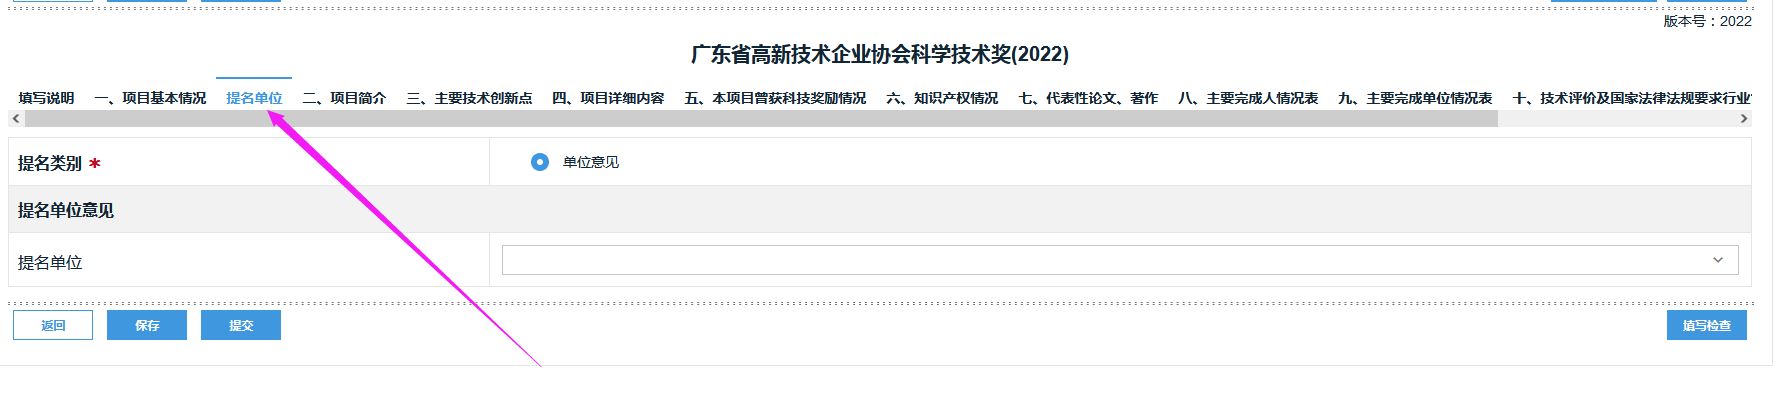 版本号：2022
广东省高新技术企业协会科学技术奖(2022)
填写说明 一、项目基本情况 提名单位 二、项目简介 三、主要技术创新点 四、项目详细内容 五、本项目曾获科技奖励情况 六、知识产权情况 七、代表性论文、著作 八、主要完成人情况表 九、主要完成单位情况表 十、技术评价及国家法律法规要求行业
提名类别 * 单位意见
提名单位意见
提名单位
返回 保存 提交 填写检查